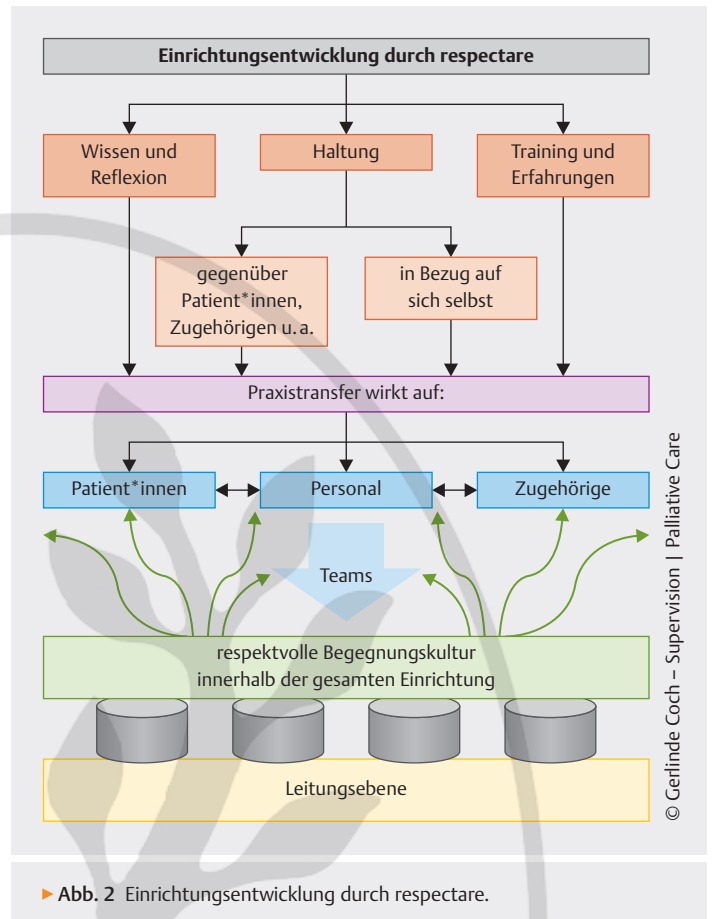 Einrichtungsentwicklung durch respectare
Wissen und
Reflexion
Haltung
Training und
Erfahrungen
gegenüber
Patient*innen,
Zugehörigen u. a.
in Bezug auf
sich selbst
Praxistransfer wirkt auf:
Patient*innen
Personal
Zugehörige
Teams
respektvolle Begegnungskultur
innerhalb der gesamten Einrichtung
Leitungsebene
© Gerlinde Coch – Supervision | Palliative Care
► Abb. 2 Einrichtungsentwicklung durch respectare.